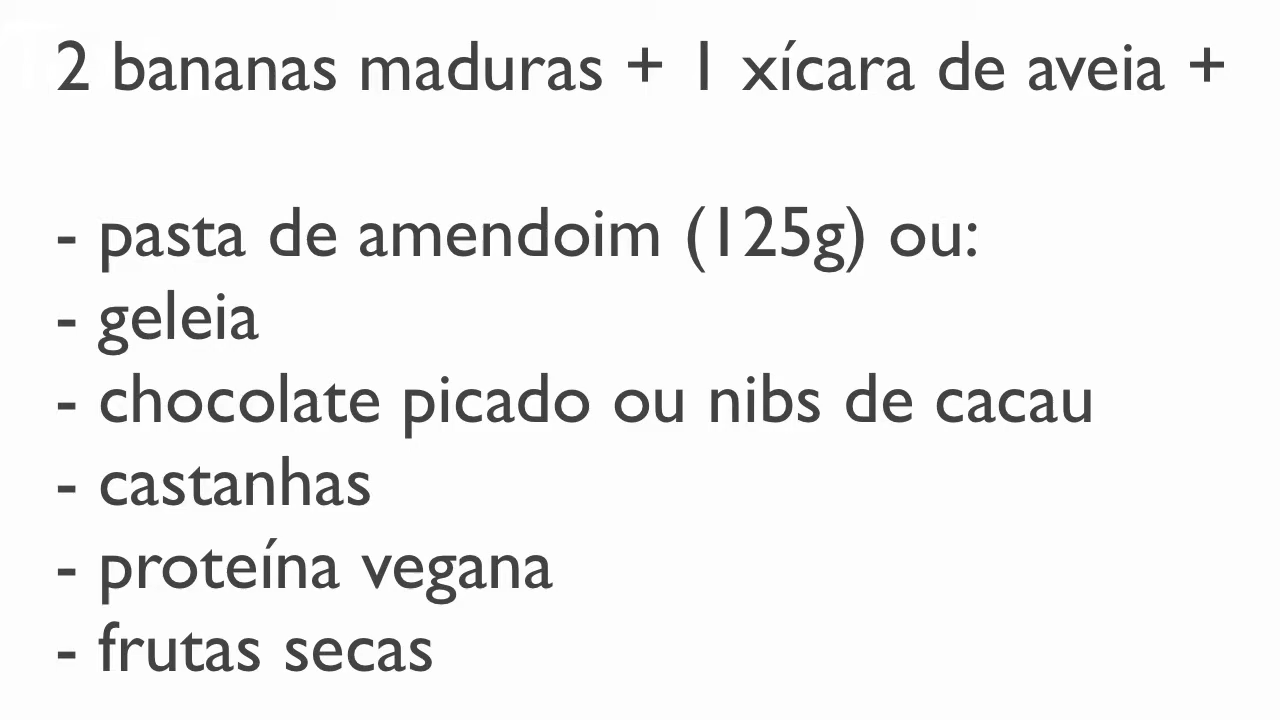 2 bananas maduras + 1 xícara de aveia +
- pasta de amendoim (125g) ou:
- geleia
- chocolate picado ou nibs de cacau
- castanhas
- proteína vegana
- frutas secas